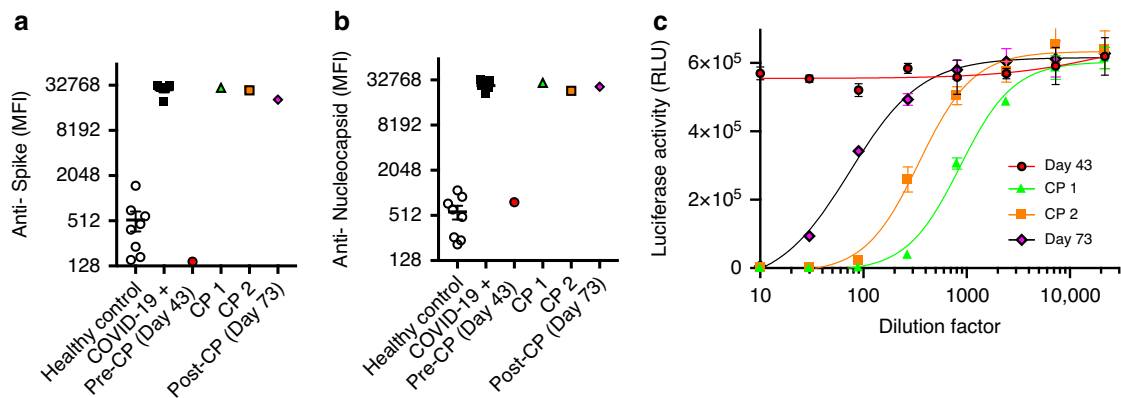 a
Anti- Spike (MFI)
32768
8192
2048
512
128
Healthy control
COVID-19 +
Pre-CP (Day 43)
CP 1
CP 2
Post-CP (Day 73)
b
Anti- Nucleocapsid (MFI)
32768
8192
2048
512
128
Healthy control
COVID-19 +
Pre-CP (Day 43)
CP 1
CP 2
Post-CP (Day 73)
c
Luciferase activity (RLU)
6×10⁵
4×10⁵
2×10⁵
0
10
100
1000
10,000
Dilution factor
Day 43
CP 1
CP 2
Day 73